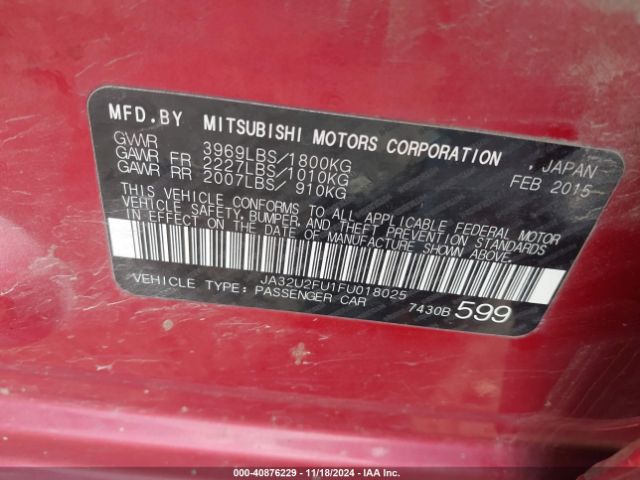 MFD.BY MITSUBISHI MOTORS CORPORATION , JAPAN
GVWR 3969LBS/1800KG FEB 2015
GAWR FR 2227LBS/1010KG
GAWR RR 2007LBS/ 910KG
THIS VEHICLE CONFORMS TO ALL APPLICABLE FEDERAL MOTOR
VEHICLE SAFETY,BUMPER AND THEFT PREVENTION STANDARDS
IN EFFECT ON THE DATE OF MANUFACTURE SHOWN ABOVE.
JA32U2FU1FU018025
VEHICLE TYPE: PASSENGER CAR 7430B 599
000-40876229 - 11/18/2024 - IAA Inc.